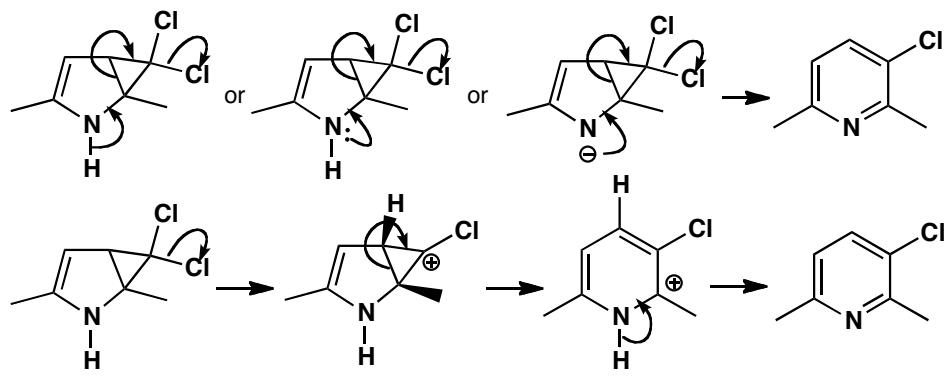 Cl Cl Cl
Cl Cl Cl Cl
or or
N N: N N
H H ⊖
H
Cl Cl Cl Cl
Cl ⊕ ⊕
N N N N
H H H